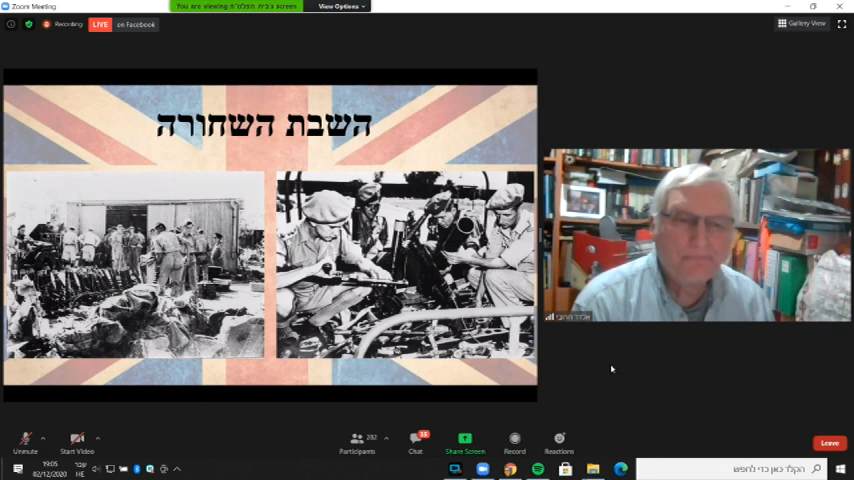 Zoom Meeting
You are viewing בית הפלמ"ח's screen
View Options
Recording
LIVE
on Facebook
Gallery View
השבת השחורה
Unmute
Start Video
282
Participants
35
Chat
Share Screen
Record
Reactions
Leave
19:05
02/12/2020
עבר
HE
הקלד כאן כדי לחפש